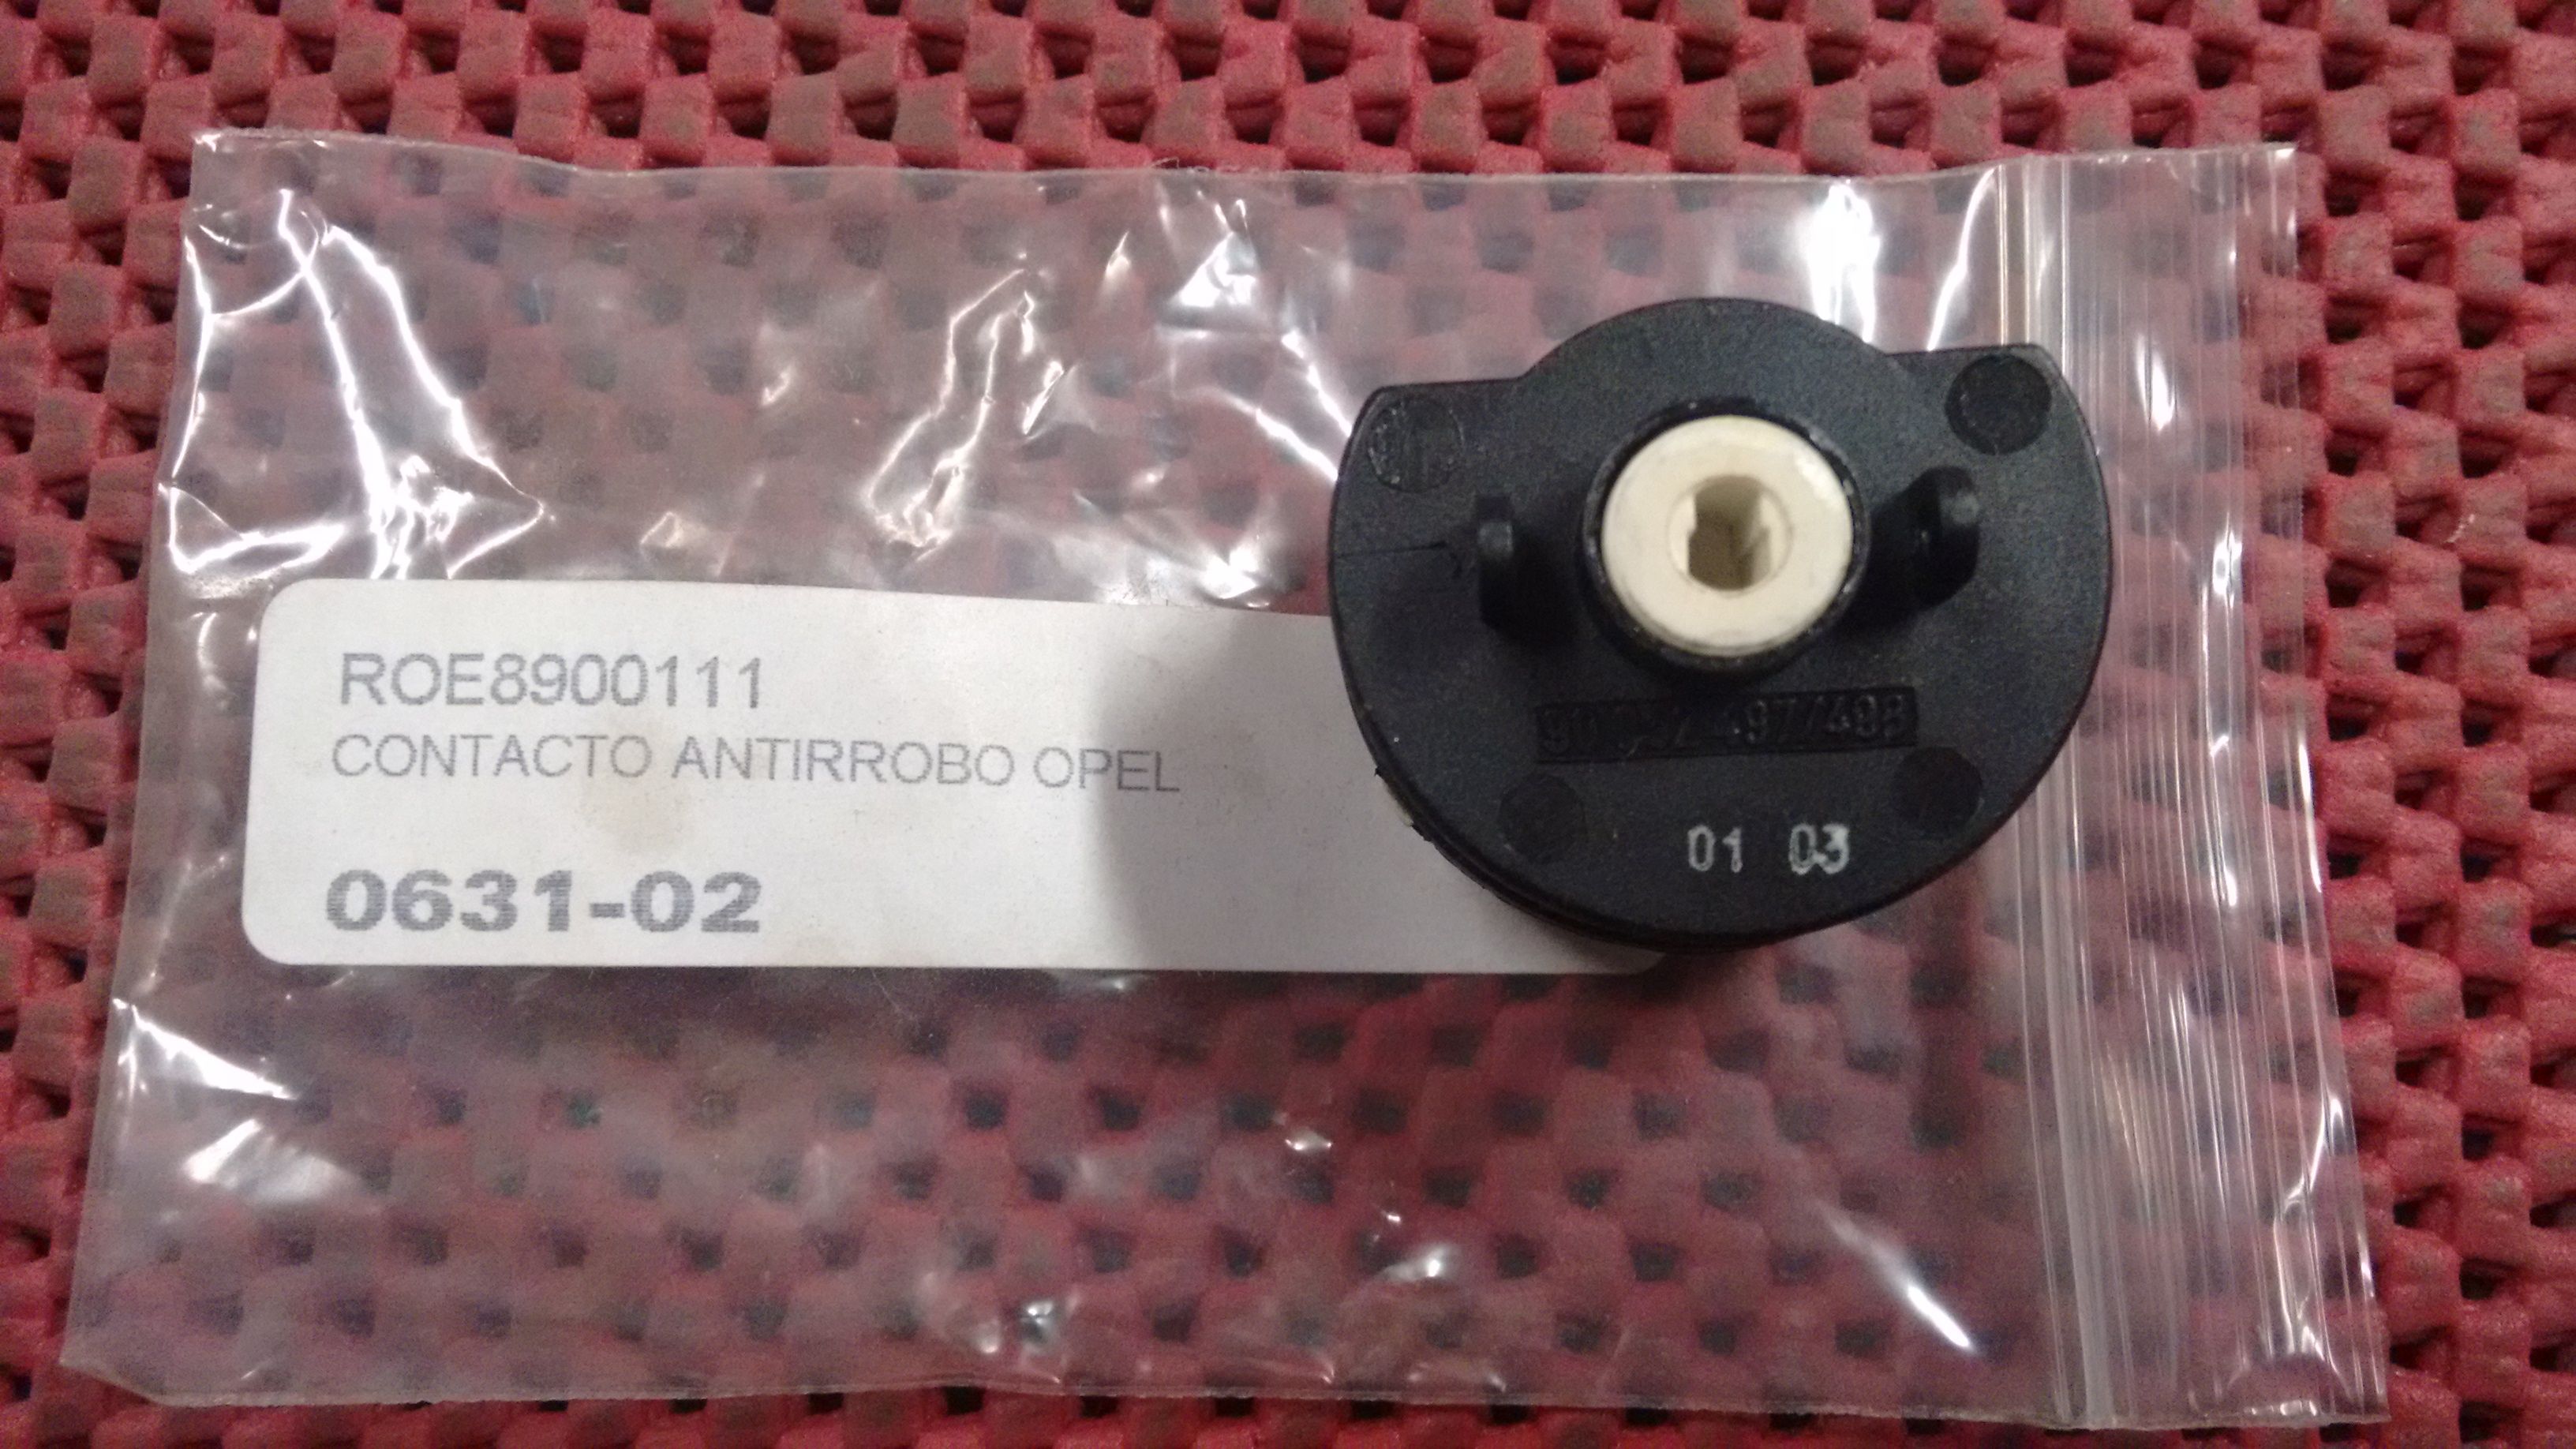 ROE8900111
CONTACTO ANTIRROBO OPEL
0631-02
01 03